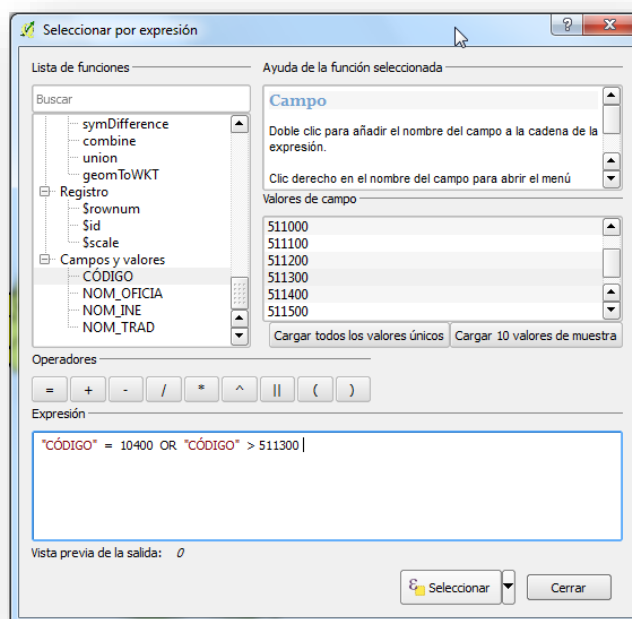 Seleccionar por expresión
?
Lista de funciones
Buscar
symDifference
combine
union
geomToWKT
Registro
$rownum
$id
$scale
Campos y valores
CÓDIGO
NOM_OFICIA
NOM_INE
NOM_TRAD
Ayuda de la función seleccionada
Campo
Doble clic para añadir el nombre del campo a la cadena de la
expresión.
Clic derecho en el nombre del campo para abrir el menú
Valores de campo
511000
511100
511200
511300
511400
511500
Cargar todos los valores únicos Cargar 10 valores de muestra
Operadores
= + - / * ^ || ( )
Expresión
"CÓDIGO" = 10400 OR "CÓDIGO" > 511300
Vista previa de la salida: 0
ε Seleccionar Cerrar